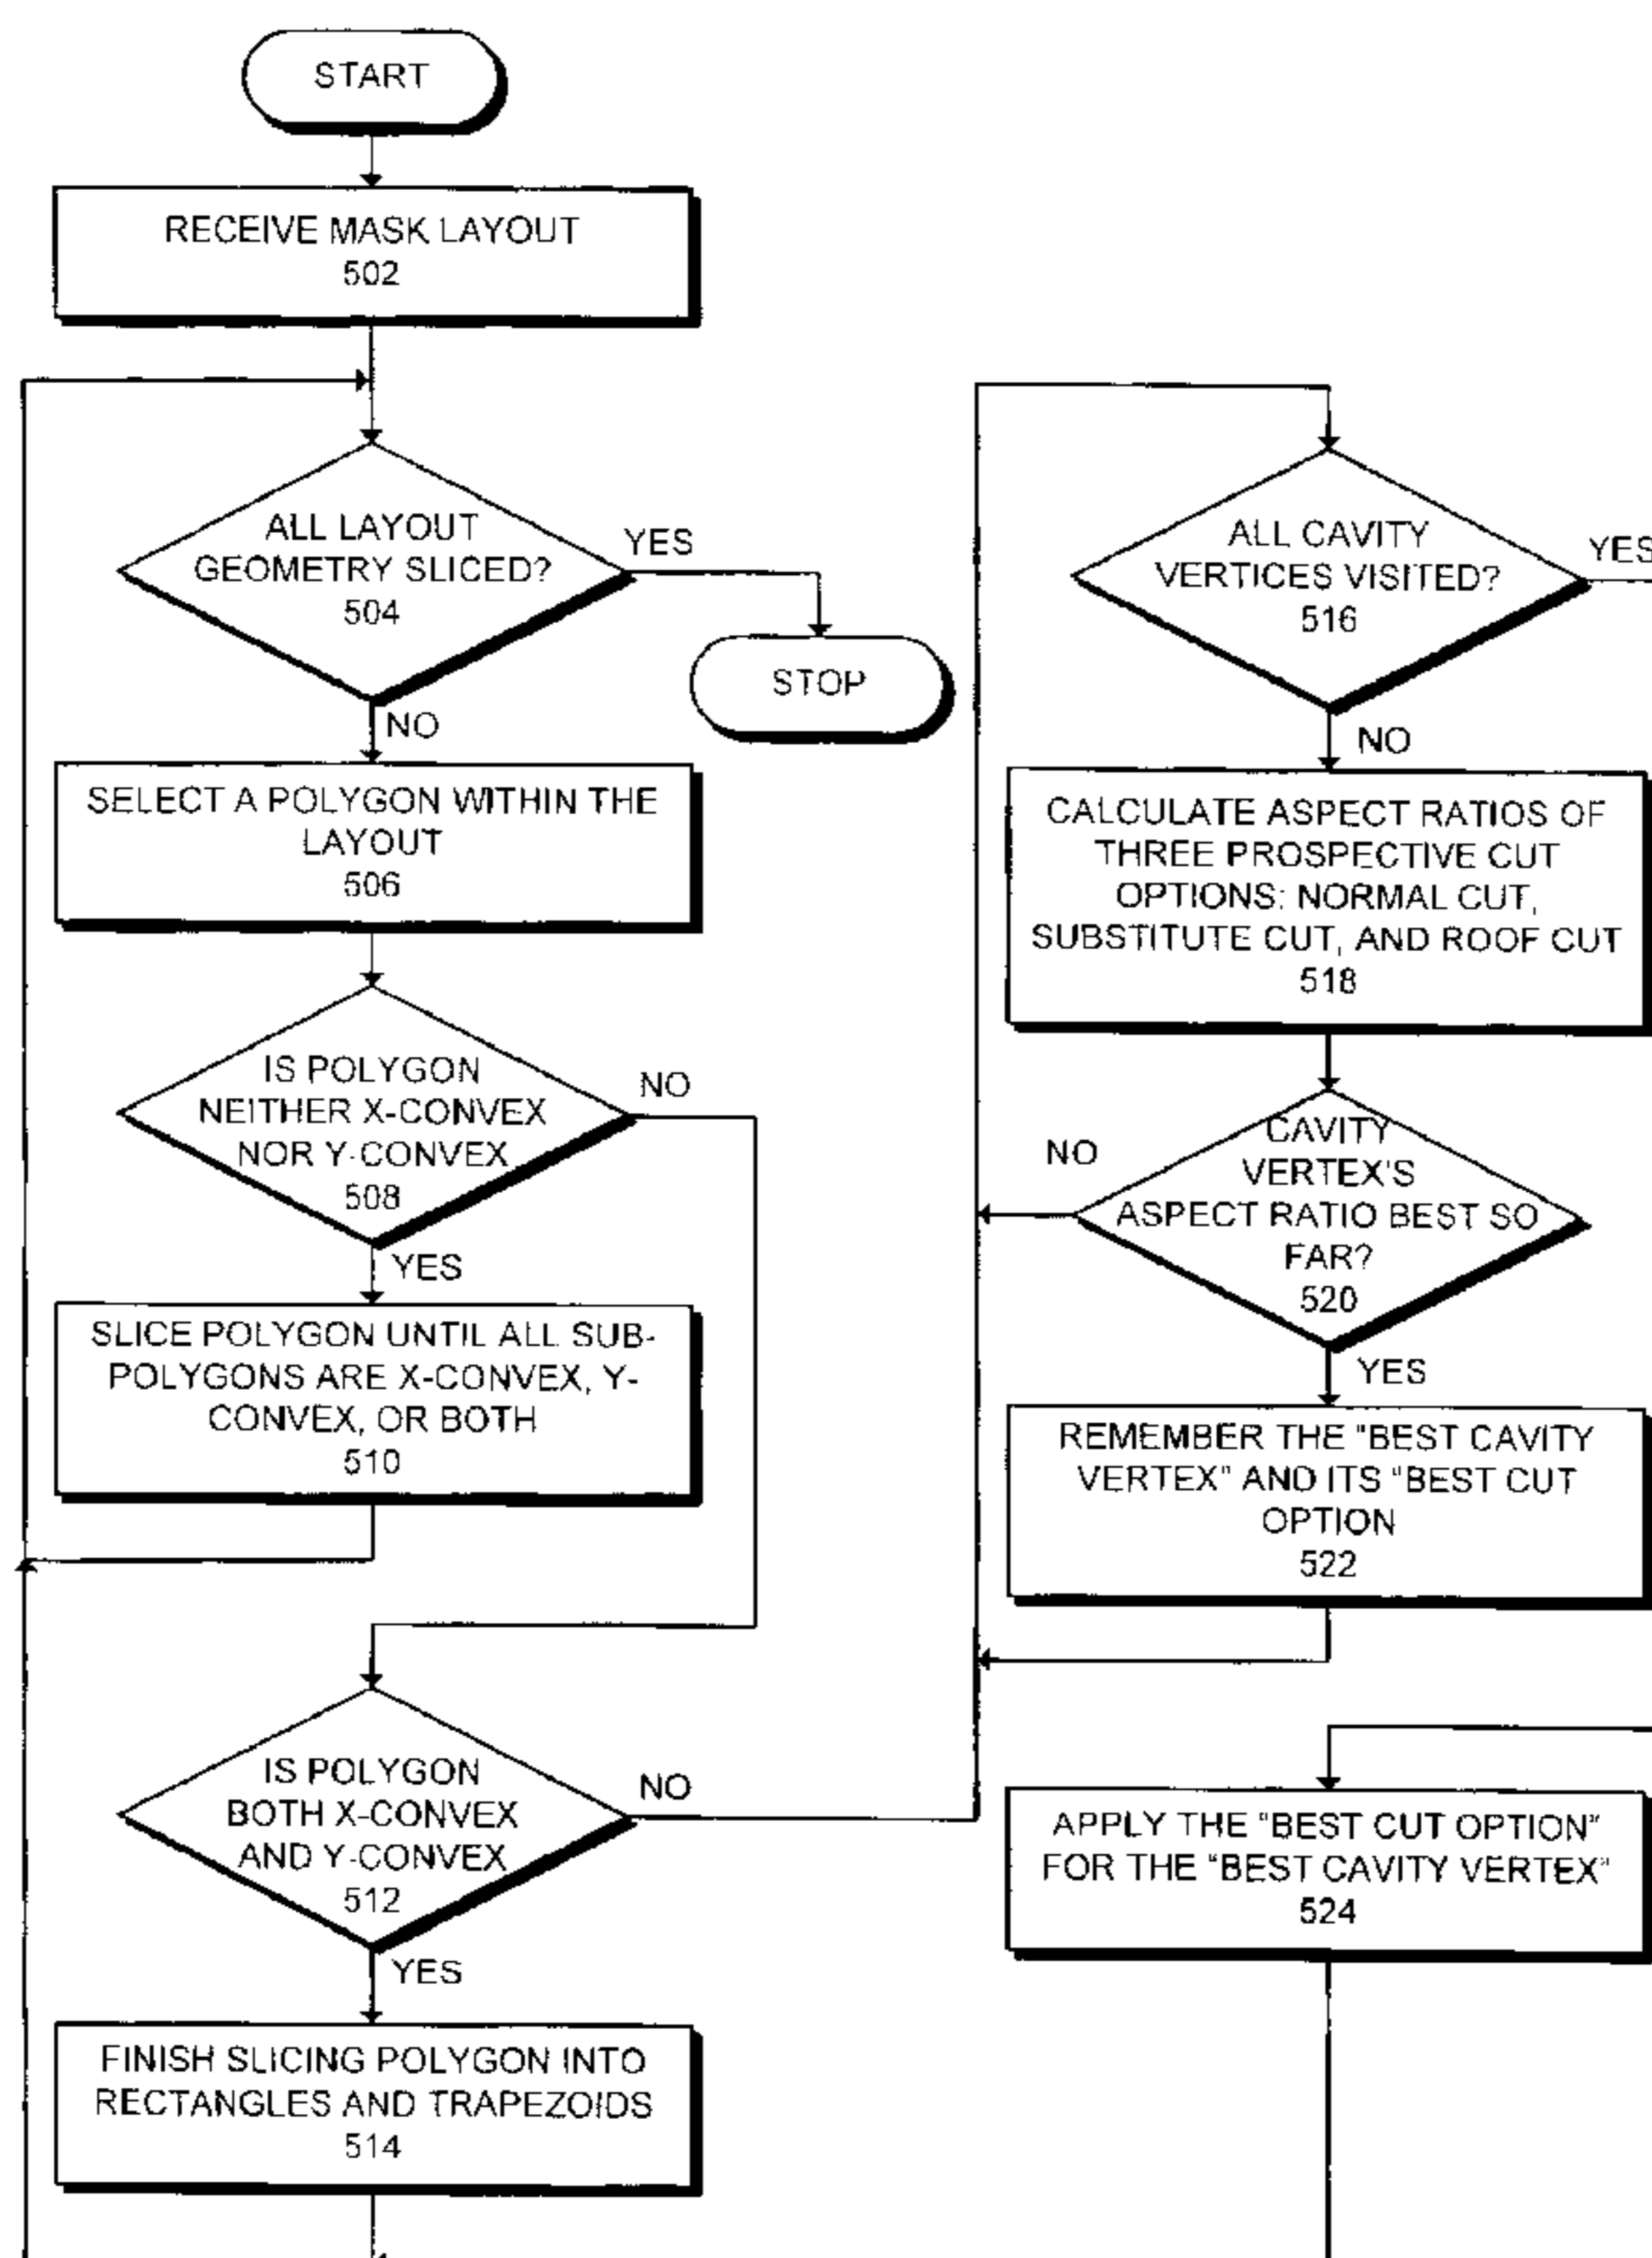 START
RECEIVE MASK LAYOUT
502
ALL LAYOUT
GEOMETRY SLICED?
504
YES
STOP
NO
SELECT A POLYGON WITHIN THE
LAYOUT
506
IS POLYGON
NEITHER X-CONVEX
NOR Y-CONVEX
508
NO
YES
SLICE POLYGON UNTIL ALL SUB-
POLYGONS ARE X-CONVEX, Y-
CONVEX, OR BOTH
510
IS POLYGON
BOTH X-CONVEX
AND Y-CONVEX
512
NO
YES
FINISH SLICING POLYGON INTO
RECTANGLES AND TRAPEZOIDS
514
ALL CAVITY
VERTICES VISITED?
516
YES
NO
CALCULATE ASPECT RATIOS OF
THREE PROSPECTIVE CUT
OPTIONS: NORMAL CUT,
SUBSTITUTE CUT, AND ROOF CUT
518
CAVITY
VERTEX'S
ASPECT RATIO BEST SO
FAR?
520
NO
YES
REMEMBER THE "BEST CAVITY
VERTEX" AND ITS "BEST CUT
OPTION
522
APPLY THE "BEST CUT OPTION"
FOR THE "BEST CAVITY VERTEX"
524